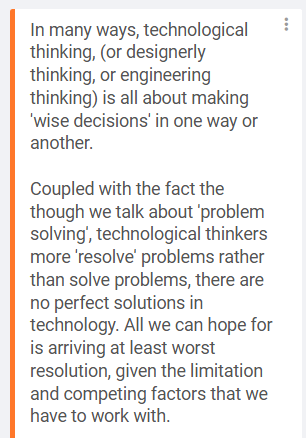 In many ways, technological
thinking, (or designerly
thinking, or engineering
thinking) is all about making
'wise decisions' in one way or
another.
Coupled with the fact the
though we talk about 'problem
solving', technological thinkers
more 'resolve' problems rather
than solve problems, there are
no perfect solutions in
technology. All we can hope for
is arriving at least worst
resolution, given the limitation
and competing factors that we
have to work with.